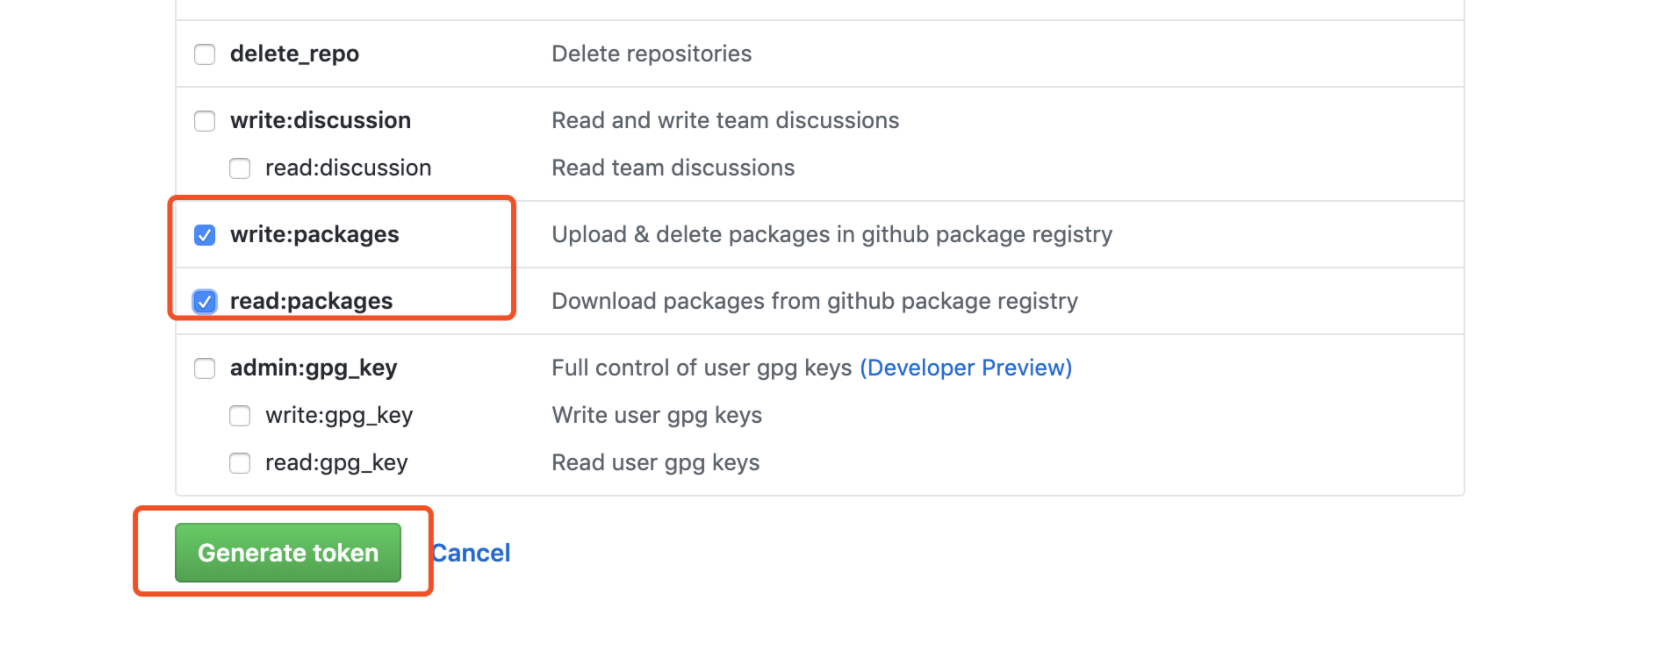 delete_repo Delete repositories
write:discussion Read and write team discussions
read:discussion Read team discussions
write:packages Upload & delete packages in github package registry
read:packages Download packages from github package registry
admin:gpg_key Full control of user gpg keys (Developer Preview)
write:gpg_key Write user gpg keys
read:gpg_key Read user gpg keys
Generate token Cancel